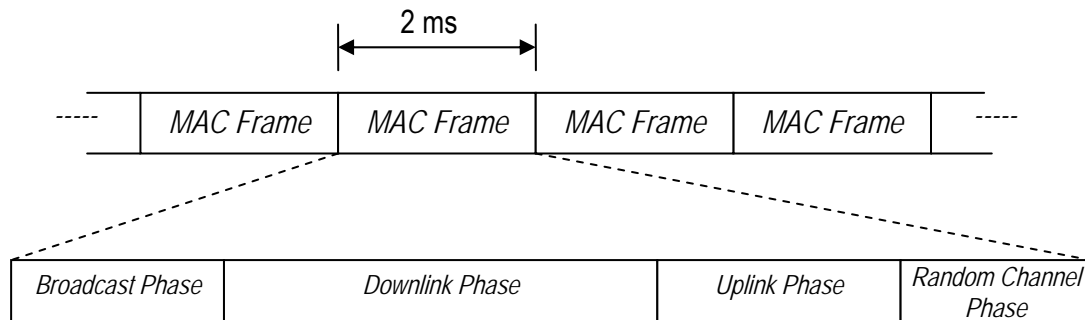 2 ms
MAC Frame MAC Frame MAC Frame MAC Frame
Broadcast Phase Downlink Phase Uplink Phase Random Channel
Phase